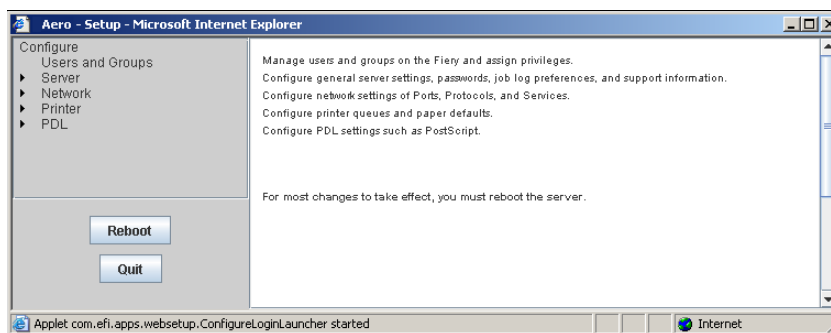 Aero - Setup - Microsoft Internet Explorer
Configure
Users and Groups
Server
Network
Printer
PDL
Manage users and groups on the Fiery and assign privileges.
Configure general server settings, passwords, job log preferences, and support information.
Configure network settings of Ports, Protocols, and Services.
Configure printer queues and paper defaults.
Configure PDL settings such as PostScript.
For most changes to take effect, you must reboot the server.
Reboot
Quit
Applet com.efi.apps.websetup.ConfigureLoginLauncher started
Internet